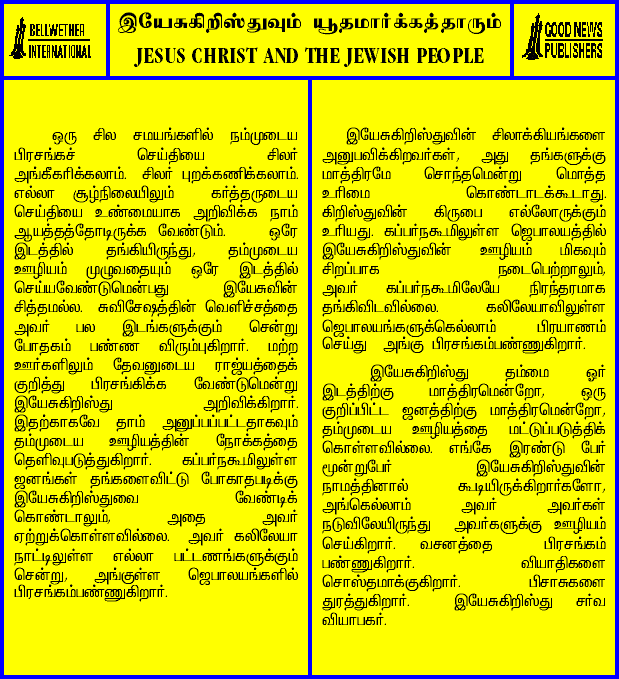 BELLWETHER
INTERNATIONAL
இயேசுகிறிஸ்துவும் யூதமார்க்கத்தாரும்
JESUS CHRIST AND THE JEWISH PEOPLE
GOOD NEWS
PUBLISHERS
ஒரு சில சமயங்களில் நம்முடைய
பிரசங்கச் செய்தியை சிலர்
அங்கீகரிக்கலாம். சிலர் புறக்கணிக்கலாம்.
எல்லா சூழ்நிலையிலும் கர்த்தருடைய
செய்தியை உண்மையாக அறிவிக்க நாம்
ஆயத்தத்தோடிருக்க வேண்டும். ஒரே
இடத்தில் தங்கியிருந்து, தம்முடைய
ஊழியம் முழுவதையும் ஒரே இடத்தில்
செய்யவேண்டுமென்பது இயேசுவின்
சித்தமல்ல. சுவிசேஷத்தின் வெளிச்சத்தை
அவர் பல இடங்களுக்கும் சென்று
போதகம் பண்ண விரும்புகிறார். மற்ற
ஊர்களிலும் தேவனுடைய ராஜ்யத்தைக்
குறித்து பிரசங்கிக்க வேண்டுமென்று
இயேசுகிறிஸ்து அறிவிக்கிறார்.
இதற்காகவே தாம் அனுப்பப்பட்டதாகவும்
தம்முடைய ஊழியத்தின் நோக்கத்தை
தெளிவுபடுத்துகிறார். கப்பர்நகூமிலுள்ள
ஜனங்கள் தங்களைவிட்டு போகாதபடிக்கு
இயேசுகிறிஸ்துவை வேண்டிக்
கொண்டாலும், அதை அவர்
ஏற்றுக்கொள்ளவில்லை. அவர் கலிலேயா
நாட்டிலுள்ள எல்லா பட்டணங்களுக்கும்
சென்று, அங்குள்ள ஜெபாலயங்களில்
பிரசங்கம்பண்ணுகிறார்.
இயேசுகிறிஸ்துவின் சிலாக்கியங்களை
அனுபவிக்கிறவர்கள், அது தங்களுக்கு
மாத்திரமே சொந்தமென்று மொத்த
உரிமை கொண்டாடக்கூடாது.
கிறிஸ்துவின் கிருபை எல்லோருக்கும்
உரியது. கப்பர்நகூமிலுள்ள ஜெபாலயத்தில்
இயேசுகிறிஸ்துவின் ஊழியம் மிகவும்
சிறப்பாக நடைபெற்றாலும்,
அவர் கப்பர்நகூமிலேயே நிரந்தரமாக
தங்கிவிடவில்லை. கலிலேயாவிலுள்ள
ஜெபாலயங்களுக்கெல்லாம் பிரயாணம்
செய்து அங்கு பிரசங்கம்பண்ணுகிறார்.
இயேசுகிறிஸ்து தம்மை ஓர்
இடத்திற்கு மாத்திரமென்றோ, ஒரு
குறிப்பிட்ட ஜனத்திற்கு மாத்திரமென்றோ,
தம்முடைய ஊழியத்தை மட்டுப்படுத்திக்
கொள்ளவில்லை. எங்கே இரண்டு பேர்
மூன்றுபேர் இயேசுகிறிஸ்துவின்
நாமத்தினால் கூடியிருக்கிறார்களோ,
அங்கெல்லாம் அவர் அவர்கள்
நடுவிலேயிருந்து அவர்களுக்கு ஊழியம்
செய்கிறார். வசனத்தை பிரசங்கம்
பண்ணுகிறார். வியாதிகளை
சொஸ்தமாக்குகிறார். பிசாசுகளை
துரத்துகிறார். இயேசுகிறிஸ்து சர்வ
வியாபகர்.